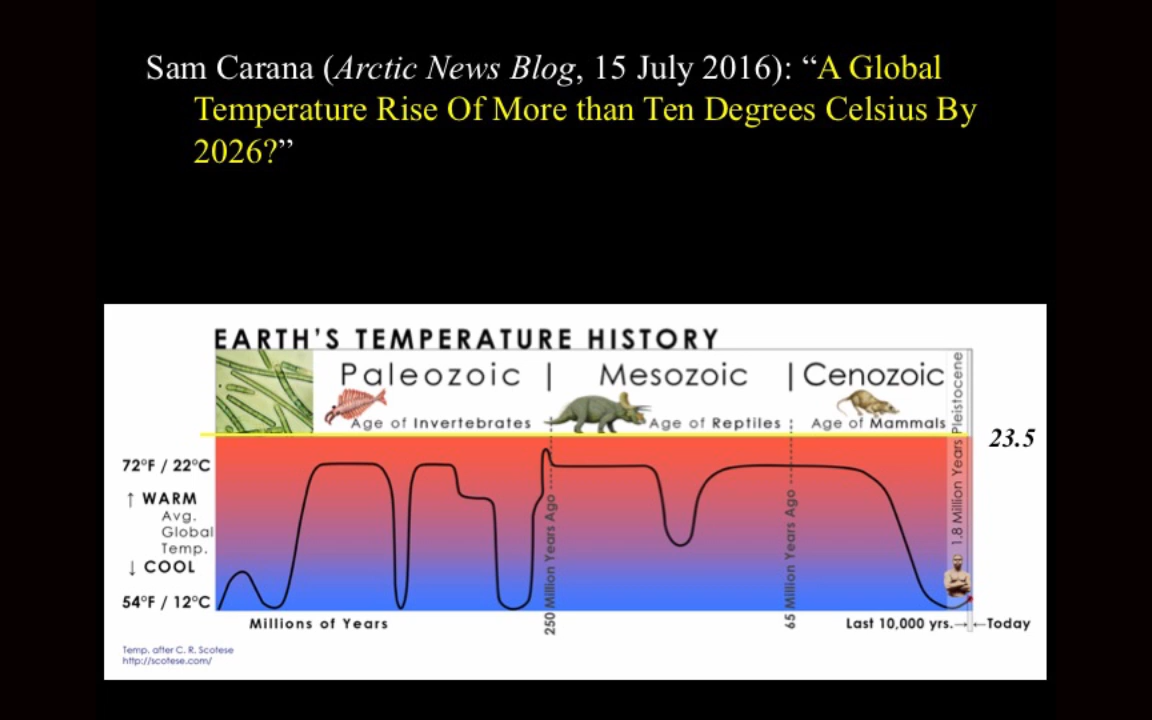 Sam Carana (Arctic News Blog, 15 July 2016): “A Global
Temperature Rise Of More than Ten Degrees Celsius By
2026?”
EARTH'S TEMPERATURE HISTORY
Paleozoic | Mesozoic | Cenozoic
Age of Invertebrates Age of Reptiles Age of Mammals
1.8 Million Years Pleistocene
23.5
72°F / 22°C
↑ WARM
Avg.
Global
Temp.
↓ COOL
54°F / 12°C
250 Million Years Ago
65 Million Years Ago
Millions of Years
Last 10,000 yrs.→ ←Today
Temp. after C. R. Scotese
http://scotese.com/